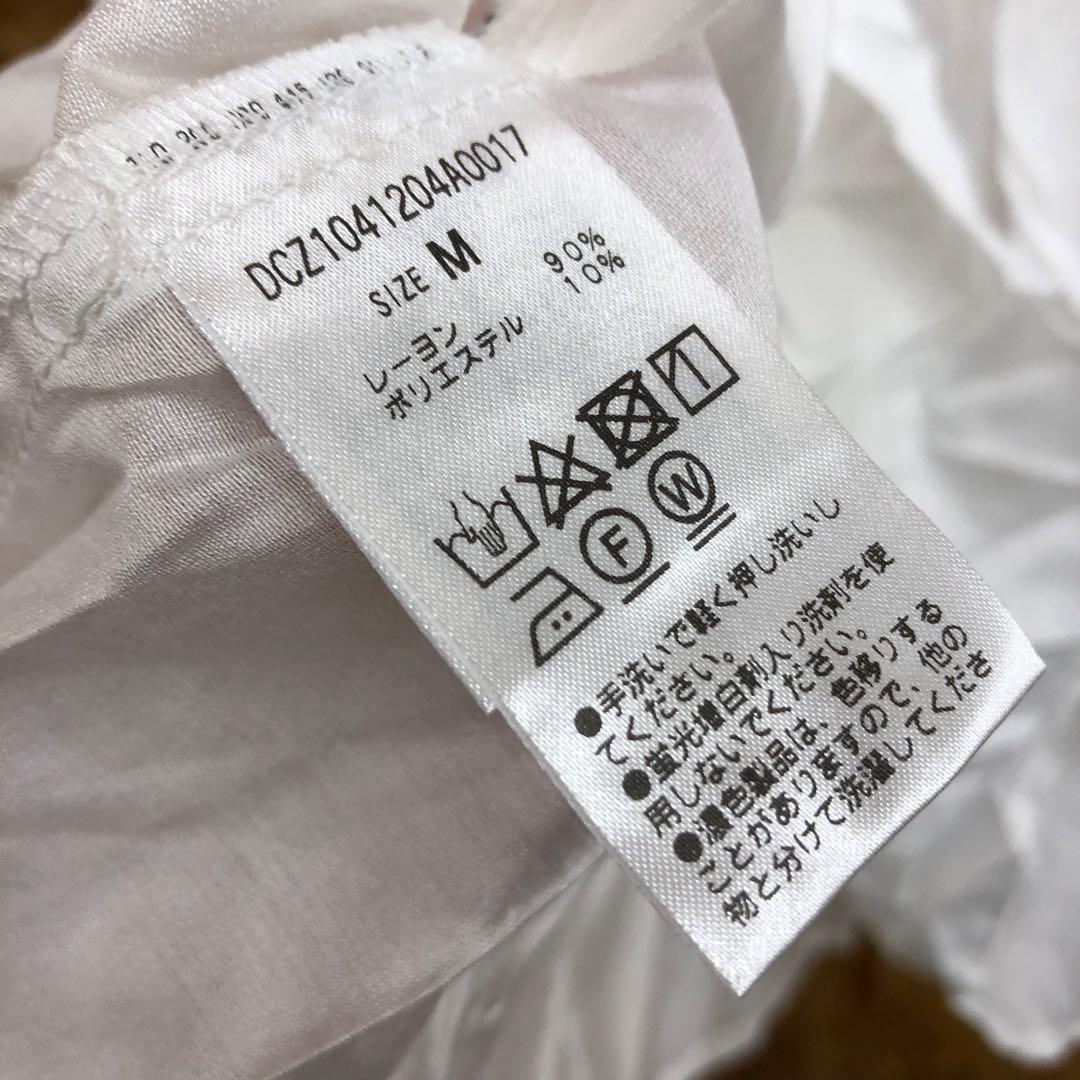 DCZ1041204A0017
SIZE M
レーヨン 90%
ポリエステル 10%
F
W
●手洗いで軽く押し洗いし
てください。
●蛍光増白剤入り洗剤を使
用しないでください。
●濃色製品は、色移りする
ことがありますので、他の
物と分けて洗濯してくださ